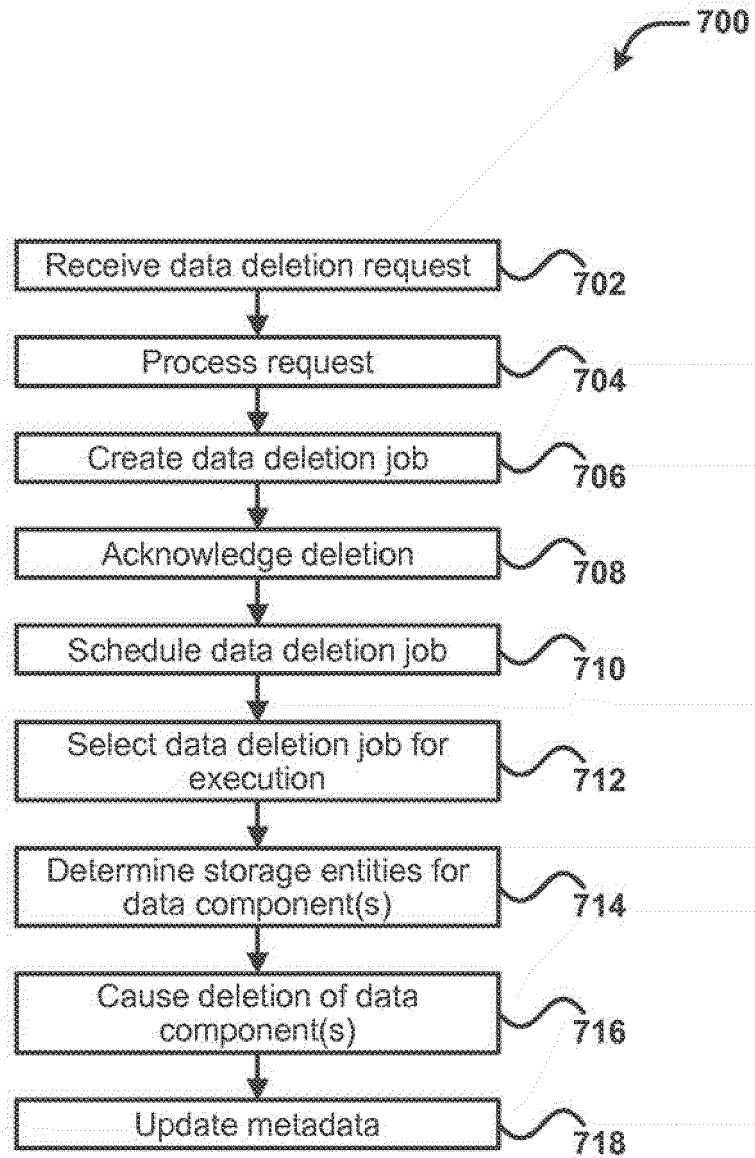 700
Receive data deletion request
702
Process request
704
Create data deletion job
706
Acknowledge deletion
708
Schedule data deletion job
710
Select data deletion job for
execution
712
Determine storage entities for
data component(s)
714
Cause deletion of data
component(s)
716
Update metadata
718